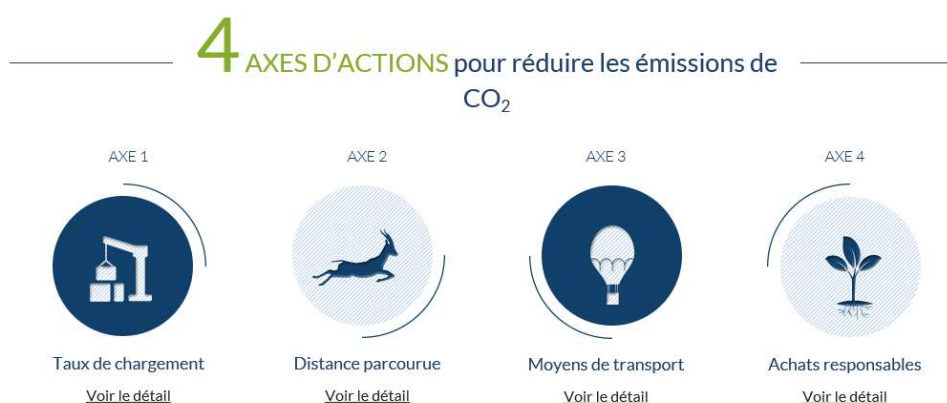 4 AXES D'ACTIONS pour réduire les émissions de
CO₂
AXE 1
AXE 2
AXE 3
AXE 4
Taux de chargement
Distance parcourue
Moyens de transport
Achats responsables
Voir le détail
Voir le détail
Voir le détail
Voir le détail